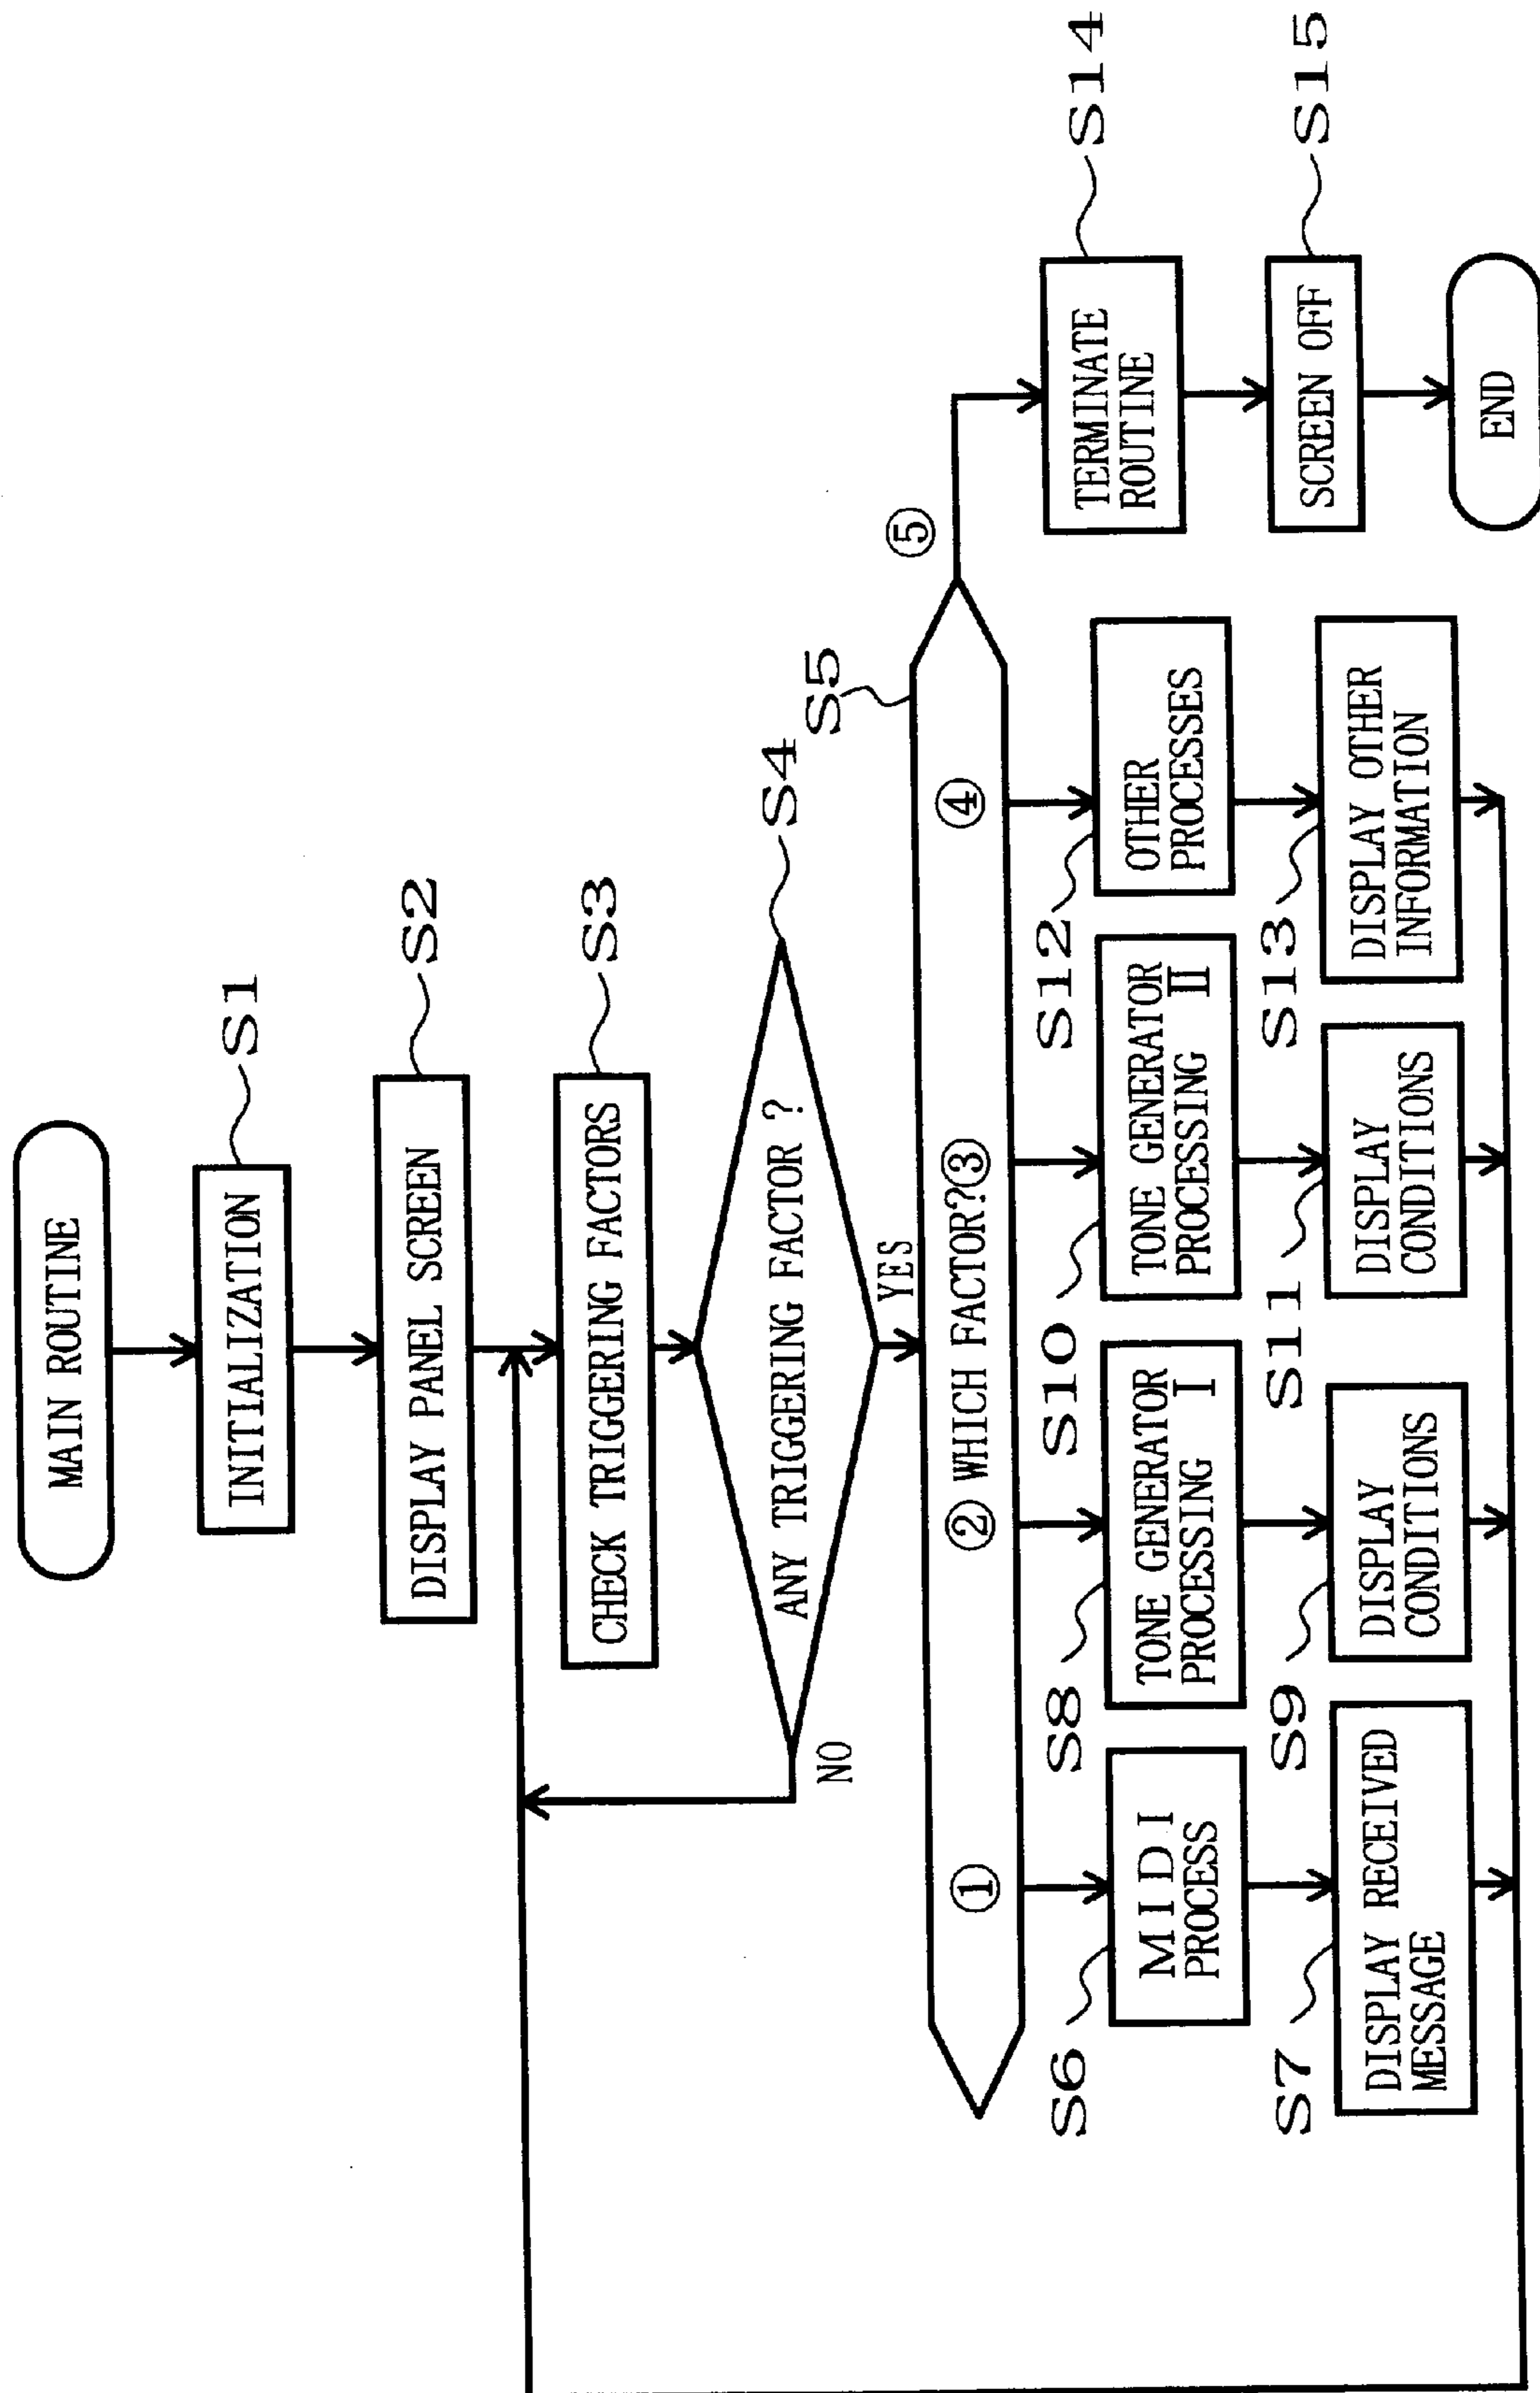 MAIN ROUTINE
INITIALIZATION
S1
DISPLAY PANEL SCREEN
S2
CHECK TRIGGERING FACTORS
S3
ANY TRIGGERING FACTOR ?
S4
NO
YES
S5
① ② WHICH FACTOR?③ ④
⑤
S6
M I D I
PROCESS
S7
DISPLAY RECEIVED
MESSAGE
S8
TONE GENERATOR
PROCESSING I
S9
DISPLAY
CONDITIONS
S10
TONE GENERATOR
PROCESSING II
S11
DISPLAY
CONDITIONS
S12
OTHER
PROCESSES
S13
DISPLAY OTHER
INFORMATION
TERMINATE
ROUTINE
S14
SCREEN OFF
S15
END